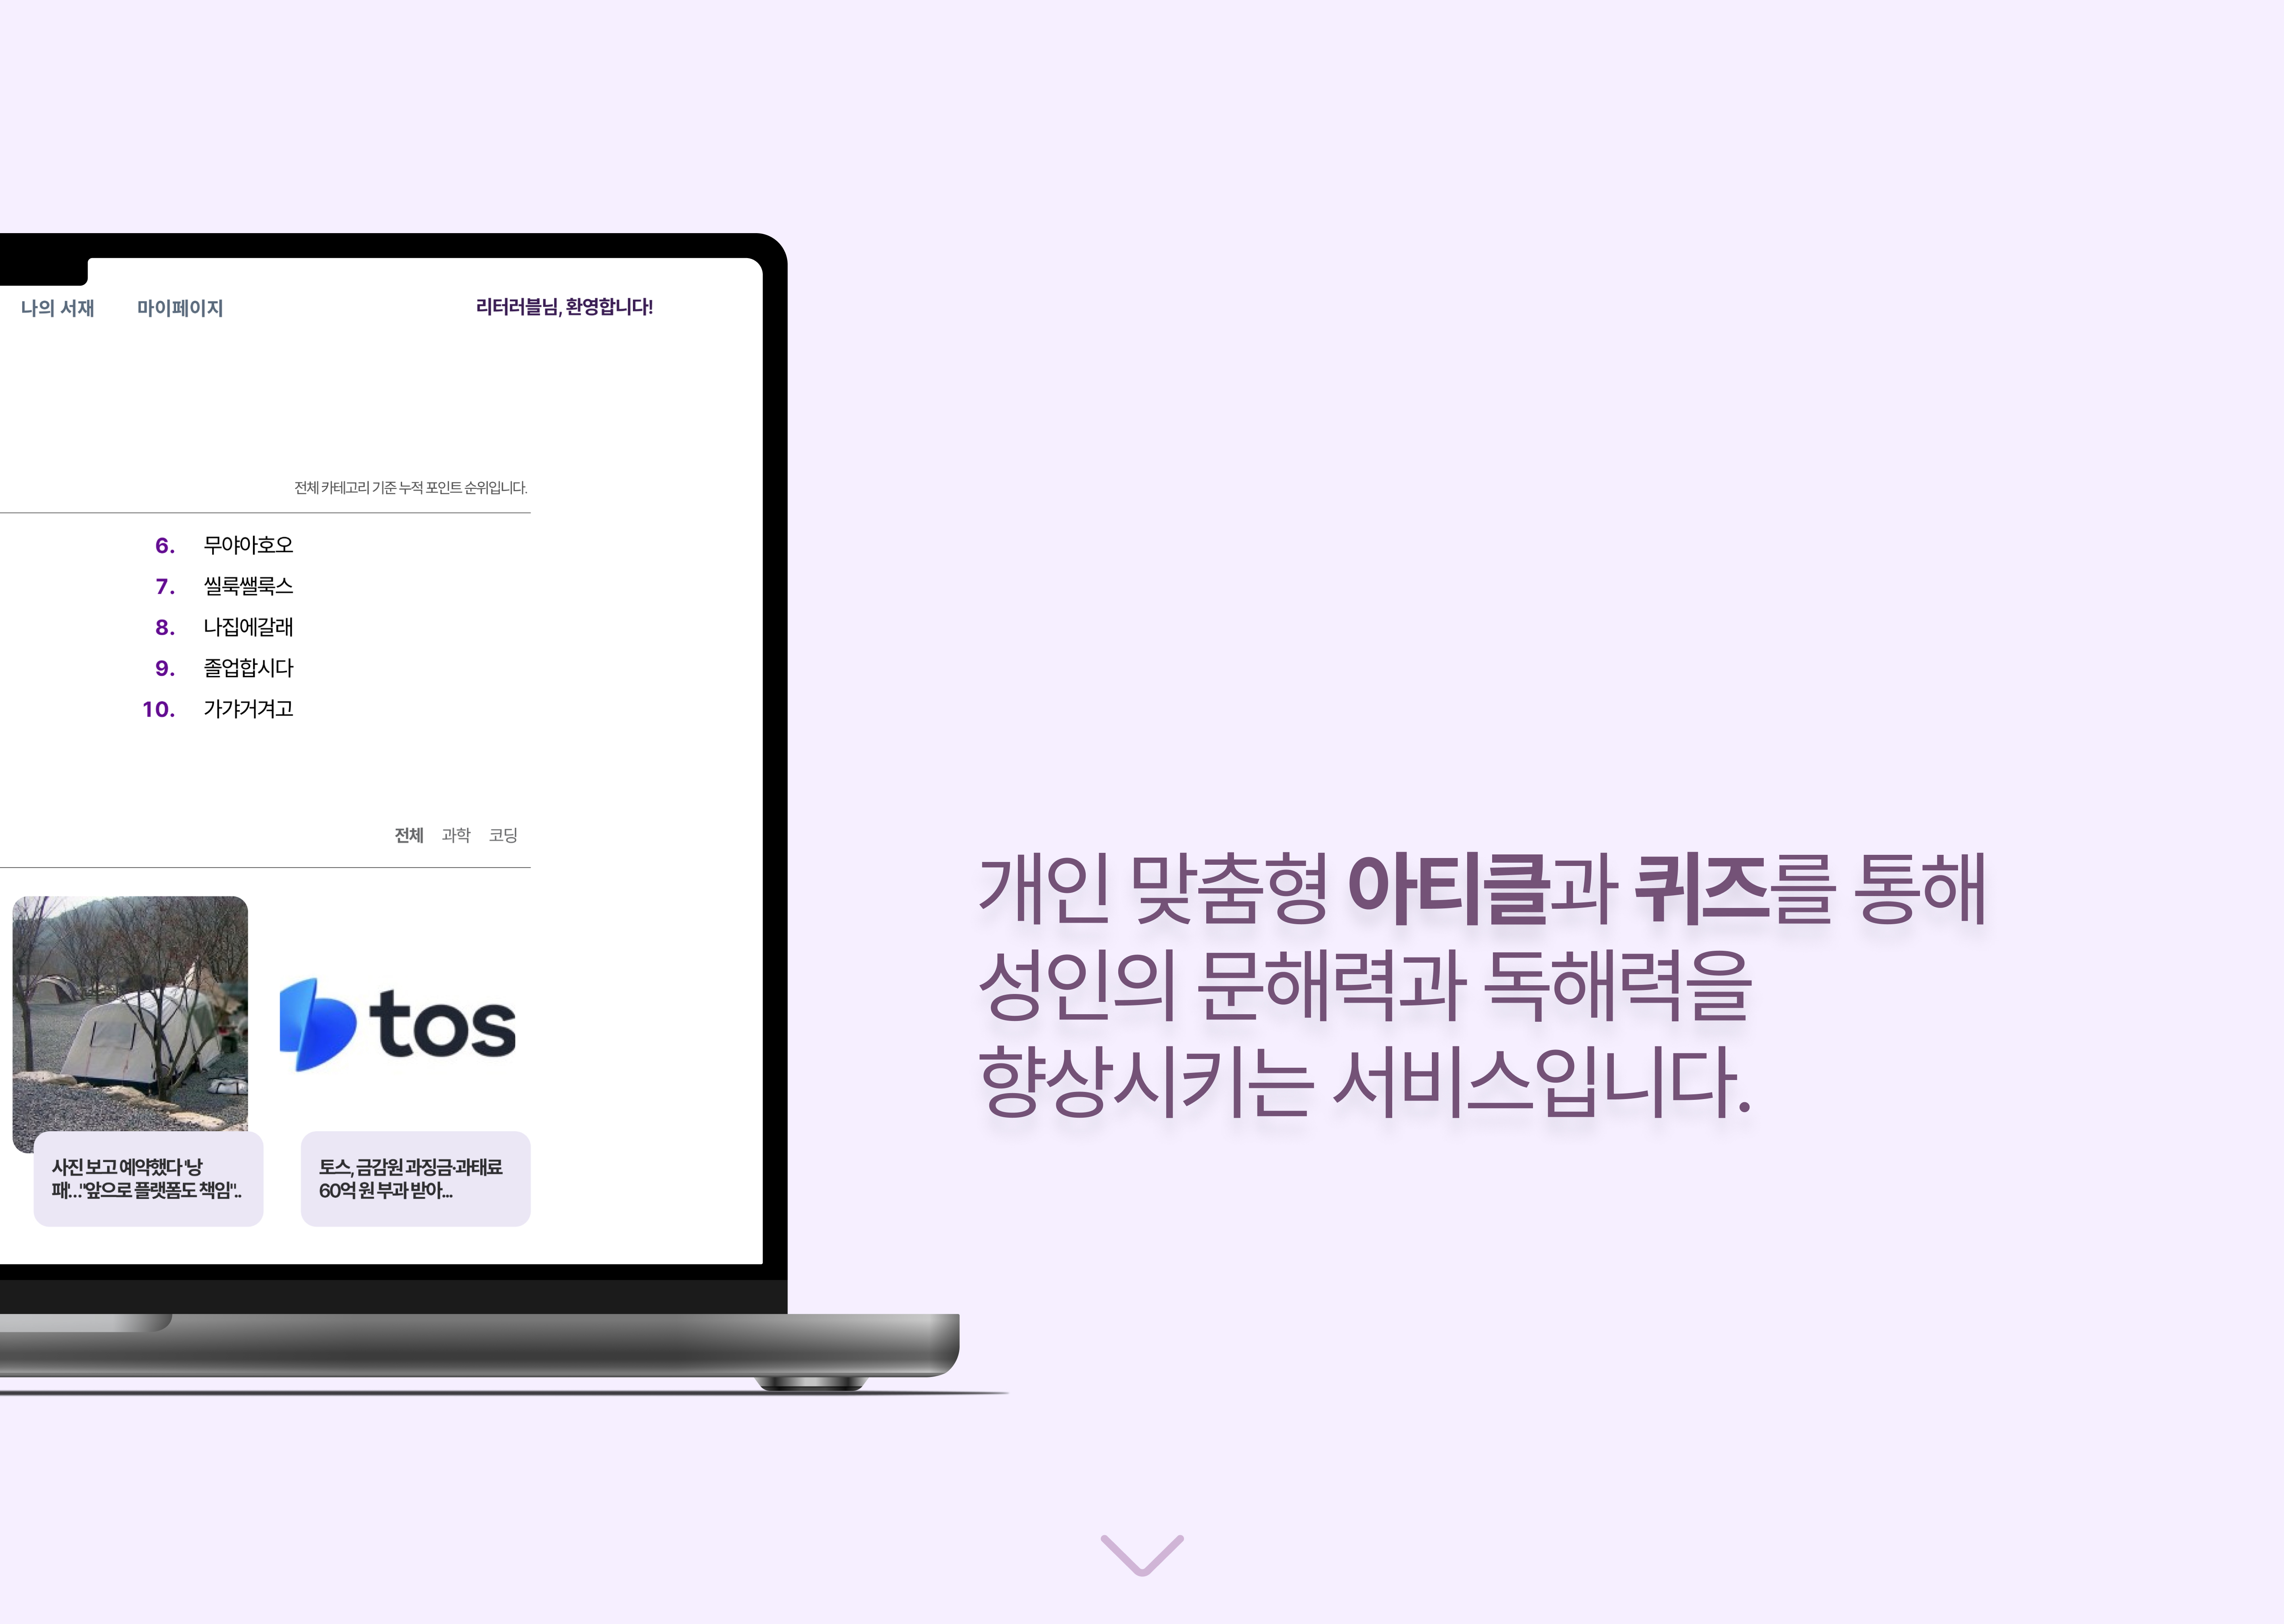 나의 서재 마이페이지 리터러블님, 환영합니다!
전체 카테고리 기준 누적 포인트 순위입니다.
6. 무야아호오
7. 씰룩쌜룩스
8. 나집에갈래
9. 졸업합시다
10. 가갸거겨고
전체 과학 코딩
tos
사진 보고 예약했다 '낭
패'…"앞으로 플랫폼도 책임"..
토스, 금감원 과징금·과태료
60억 원 부과 받아...
개인 맞춤형 아티클과 퀴즈를 통해
성인의 문해력과 독해력을
향상시키는 서비스입니다.